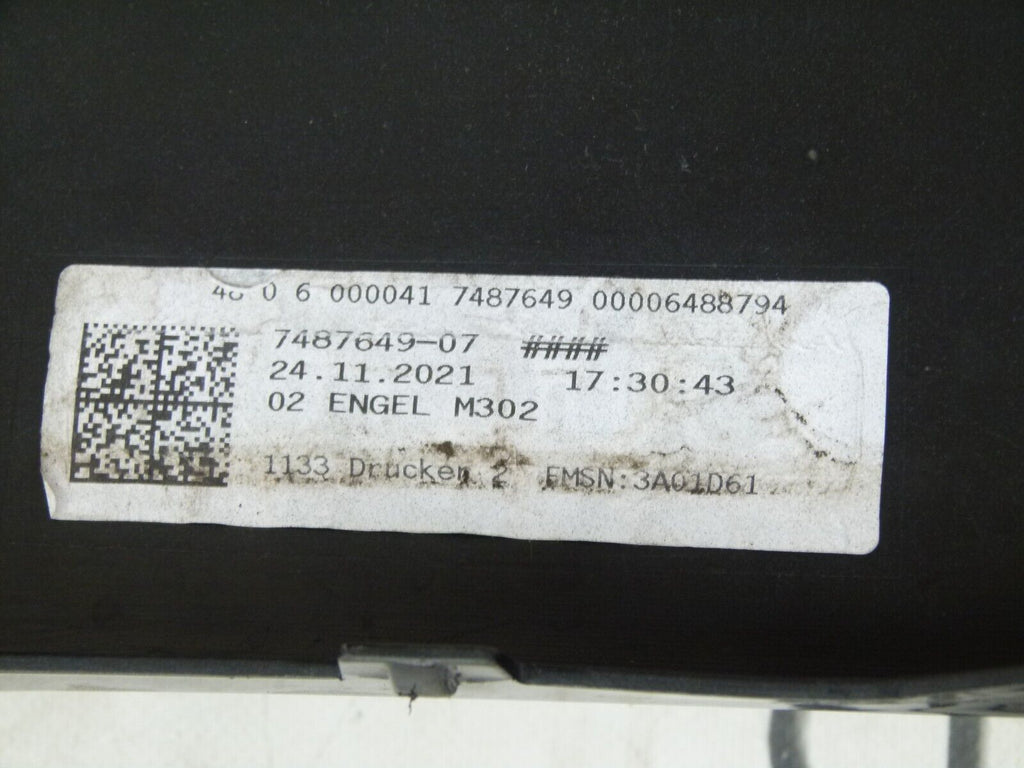 0 6 000041 7487649 00006488794
7487649-07 ####
24.11.2021 17:30:43
02 ENGEL M302
1133 Drucker 2 FMSN:3A01D61